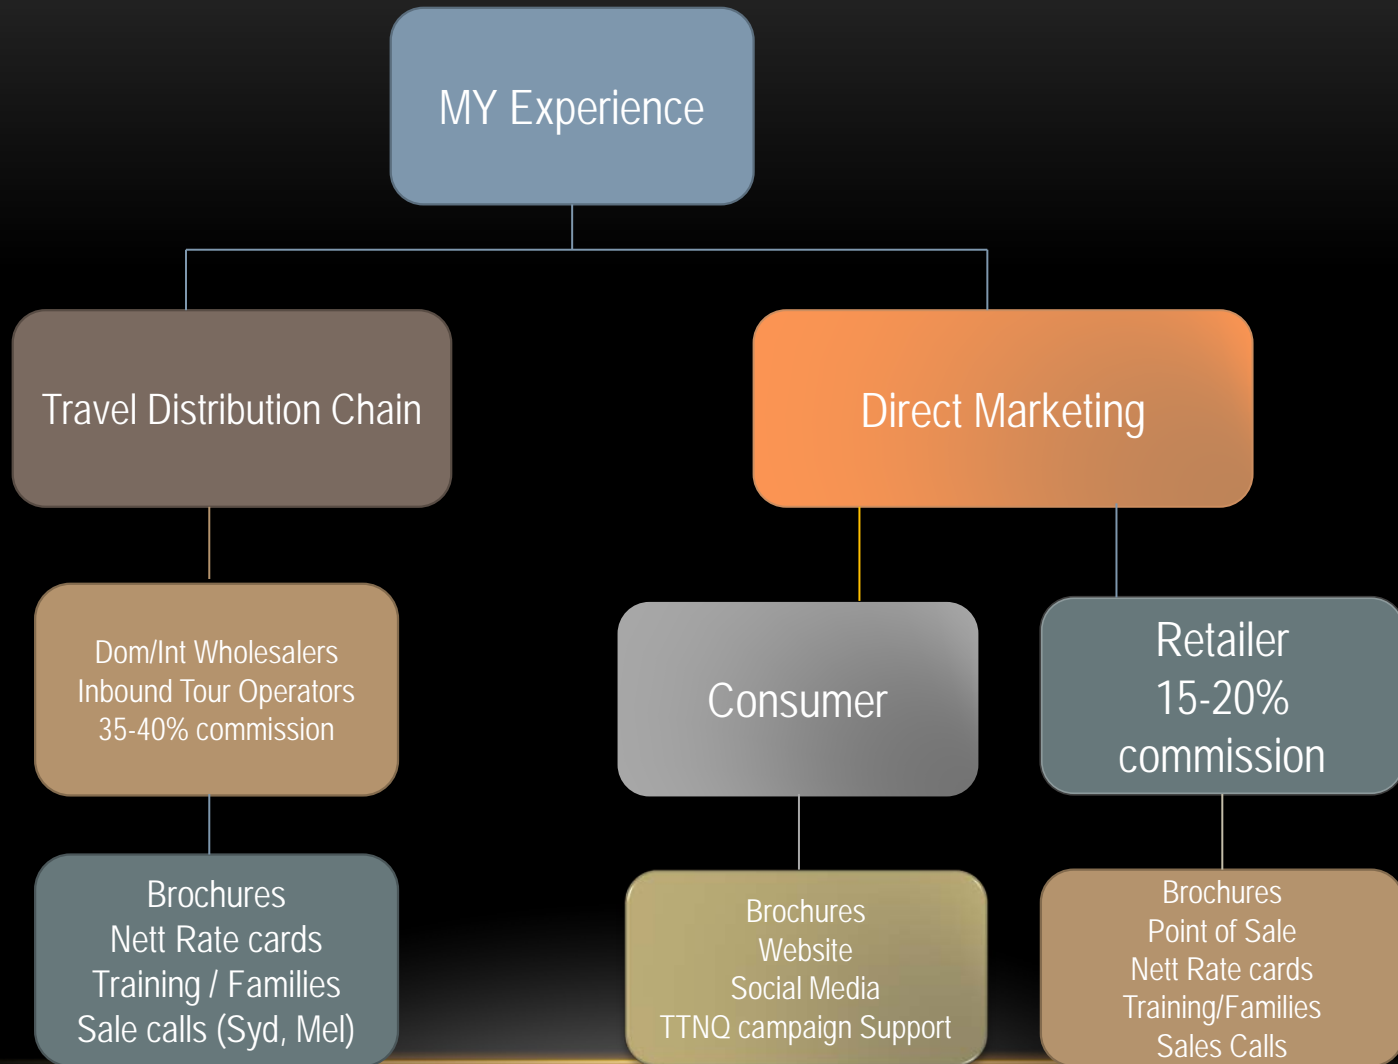 MY Experience
Travel Distribution Chain
Direct Marketing
Dom/Int Wholesalers
Inbound Tour Operators
35-40% commission
Consumer
Retailer
15-20%
commission
Brochures
Nett Rate cards
Training / Families
Sale calls (Syd, Mel)
Brochures
Website
Social Media
TTNQ campaign Support
Brochures
Point of Sale
Nett Rate cards
Training/Families
Sales Calls